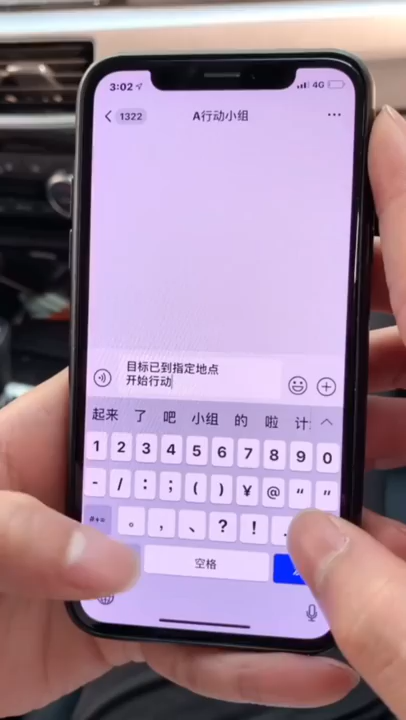 3:02 4G
1322 A行动小组 ...
目标已到指定地点
开始行动
起来 了 吧 小组 的 啦 计
1 2 3 4 5 6 7 8 9 0
- / : ; ( ) ¥ @ “ ”
#+= 。 , 、 ? ! .
空格